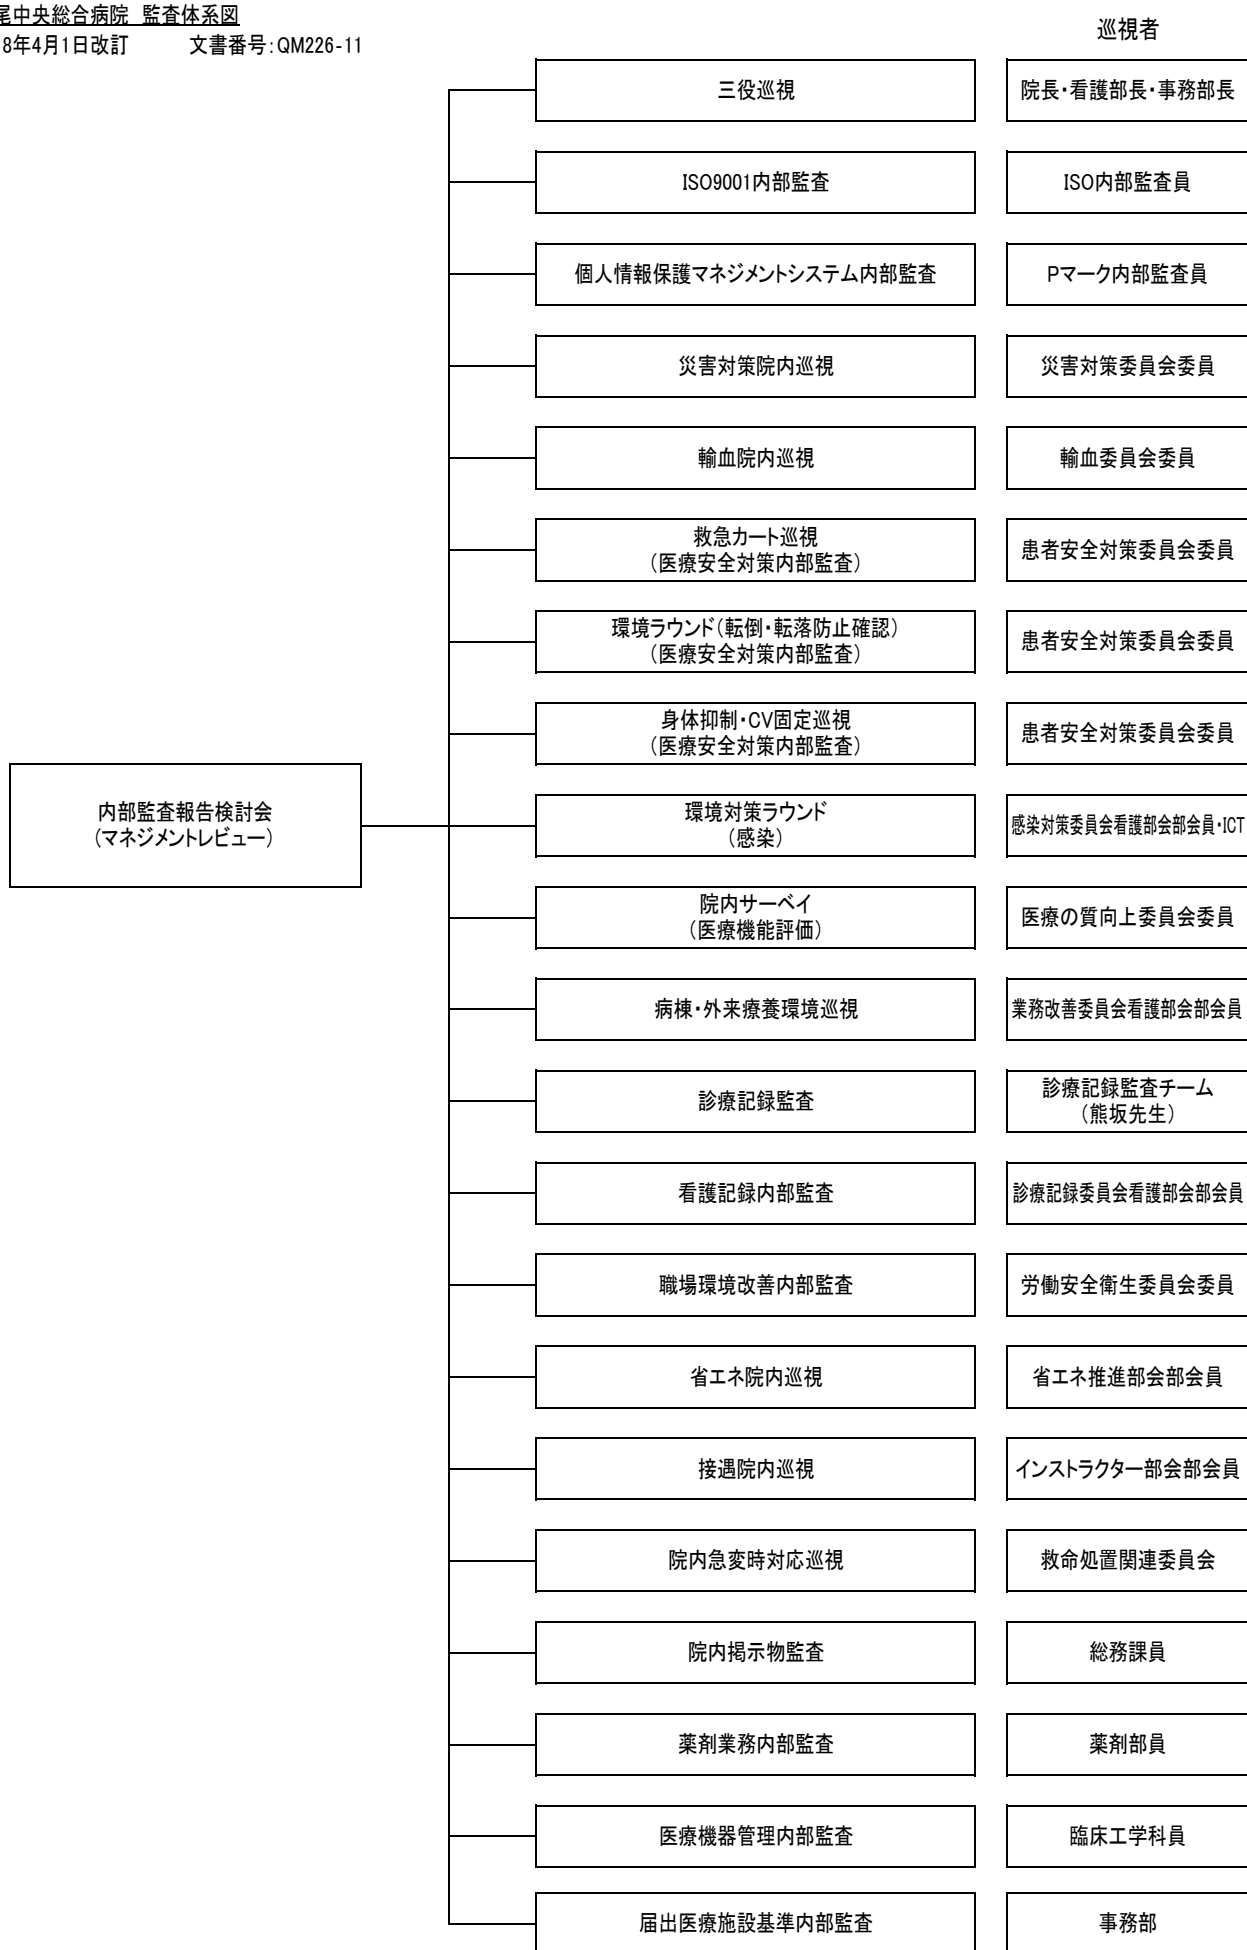 尾中央総合病院 監査体系図
8年4月1日改訂 文書番号:QM226-11
巡視者
三役巡視
院長・看護部長・事務部長
ISO9001内部監査
ISO内部監査員
個人情報保護マネジメントシステム内部監査
Pマーク内部監査員
災害対策院内巡視
災害対策委員会委員
輸血院内巡視
輸血委員会委員
救急カート巡視
(医療安全対策内部監査)
患者安全対策委員会委員
環境ラウンド(転倒・転落防止確認)
(医療安全対策内部監査)
患者安全対策委員会委員
身体抑制・CV固定巡視
(医療安全対策内部監査)
患者安全対策委員会委員
内部監査報告検討会
(マネジメントレビュー)
環境対策ラウンド
(感染)
感染対策委員会看護部会部会員・ICT
院内サーベイ
(医療機能評価)
医療の質向上委員会委員
病棟・外来療養環境巡視
業務改善委員会看護部会部会員
診療記録監査
診療記録監査チーム
(熊坂先生)
看護記録内部監査
診療記録委員会看護部会部会員
職場環境改善内部監査
労働安全衛生委員会委員
省エネ院内巡視
省エネ推進部会部会員
接遇院内巡視
インストラクター部会部会員
院内急変時対応巡視
救命処置関連委員会
院内掲示物監査
総務課員
薬剤業務内部監査
薬剤部員
医療機器管理内部監査
臨床工学科員
届出医療施設基準内部監査
事務部